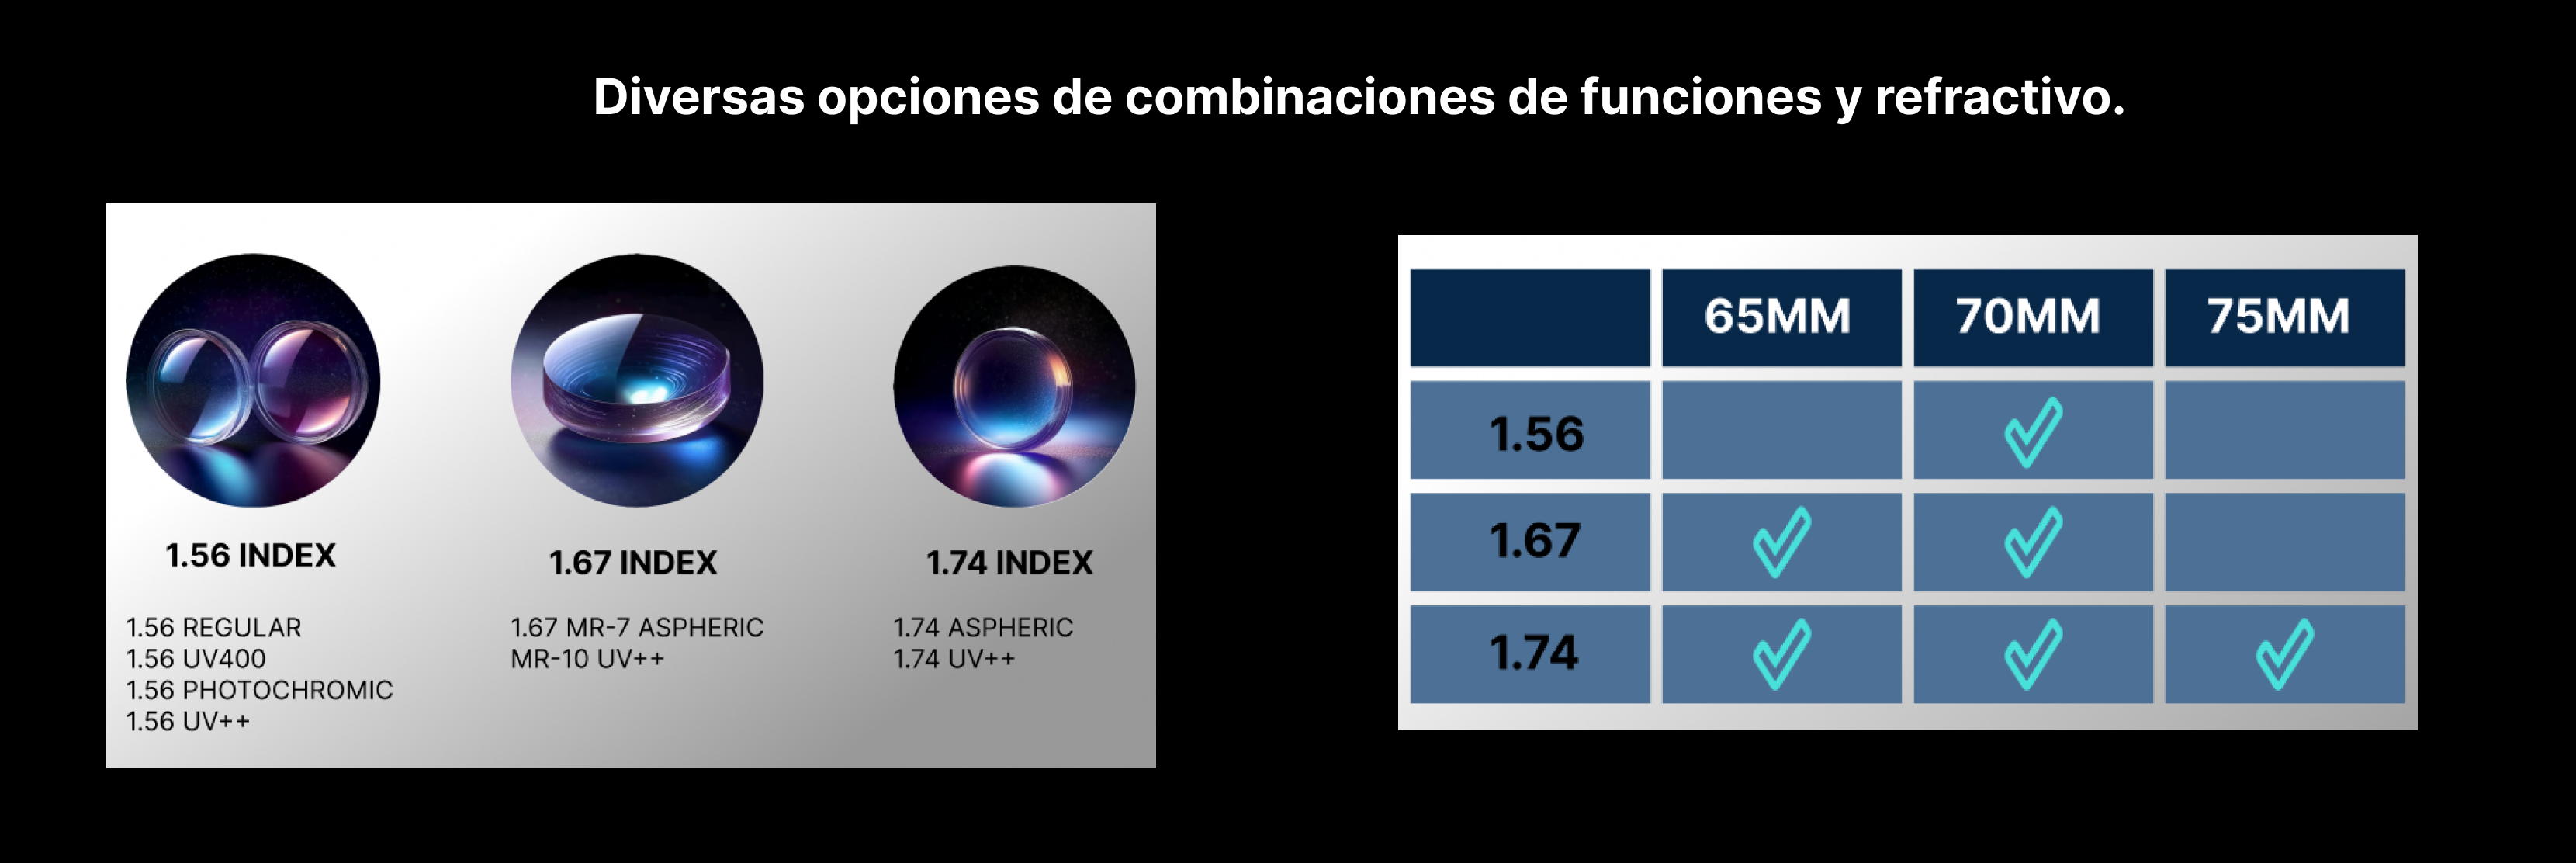 Diversas opciones de combinaciones de funciones y refractivo.
1.56 INDEX
1.56 REGULAR
1.56 UV400
1.56 PHOTOCHROMIC
1.56 UV++
1.67 INDEX
1.67 MR-7 ASPHERIC
MR-10 UV++
1.74 INDEX
1.74 ASPHERIC
1.74 UV++
65MM 70MM 75MM
1.56
1.67
1.74